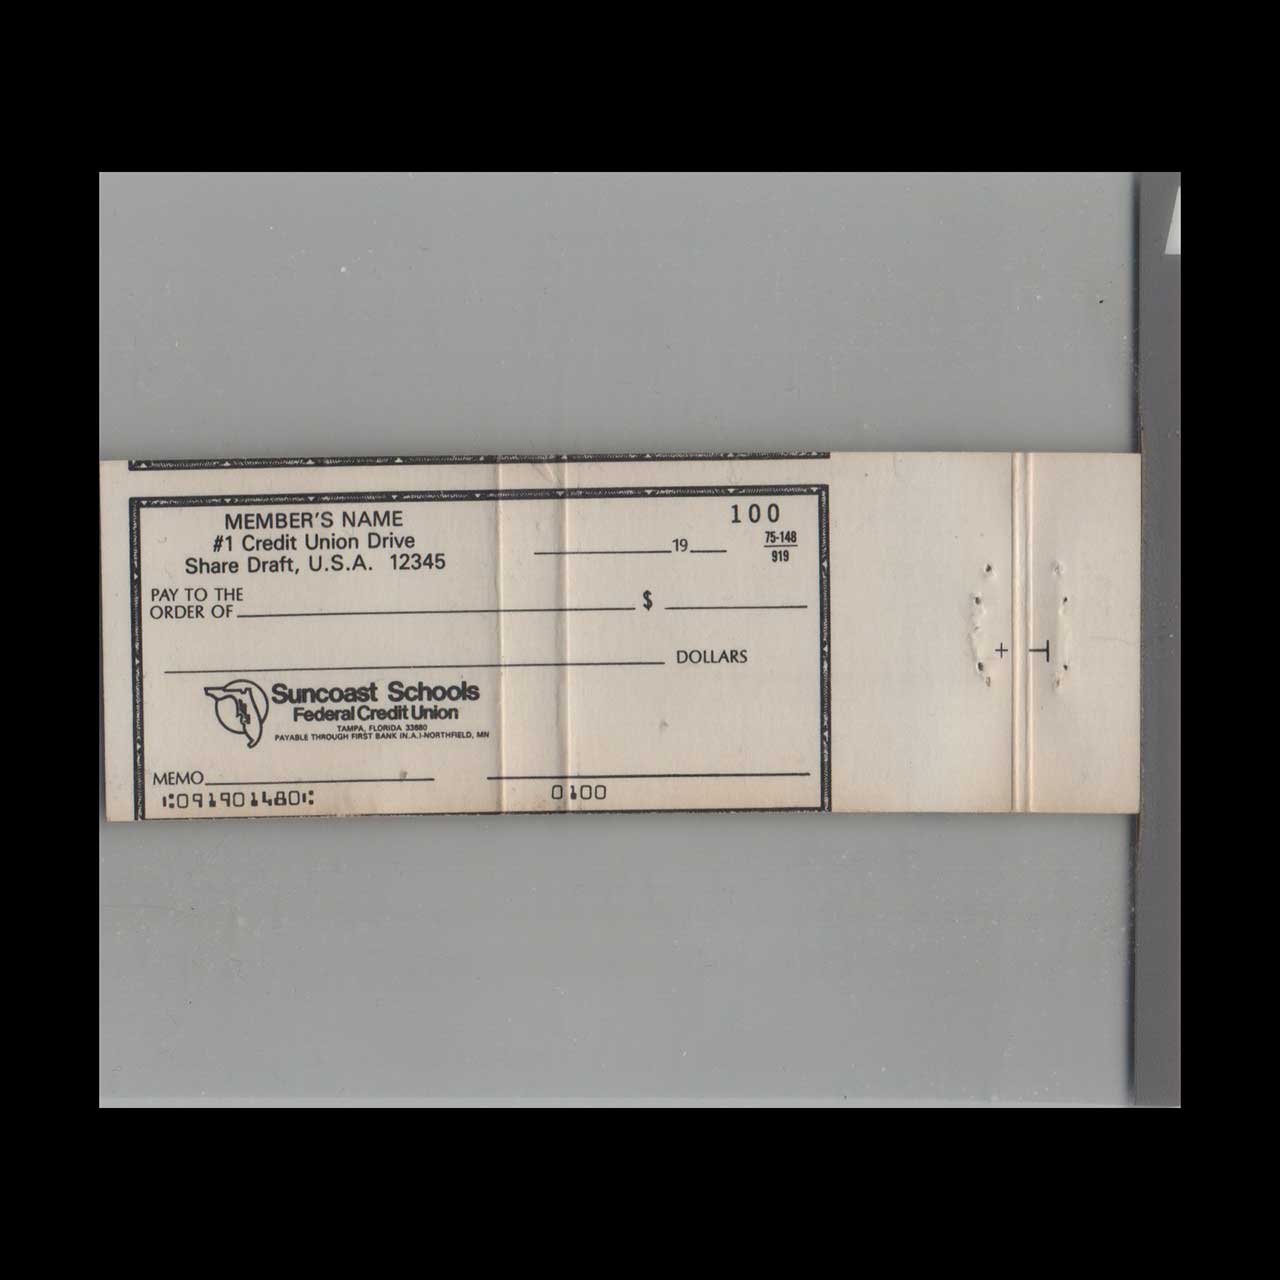 MEMBER'S NAME
#1 Credit Union Drive
Share Draft, U.S.A. 12345
100
19
75-148
919
PAY TO THE
ORDER OF $
DOLLARS
Suncoast Schools
Federal Credit Union
TAMPA, FLORIDA 33680
PAYABLE THROUGH FIRST BANK (N.A.)-NORTHFIELD, MN
MEMO
⑆091901480⑆ 0100
+